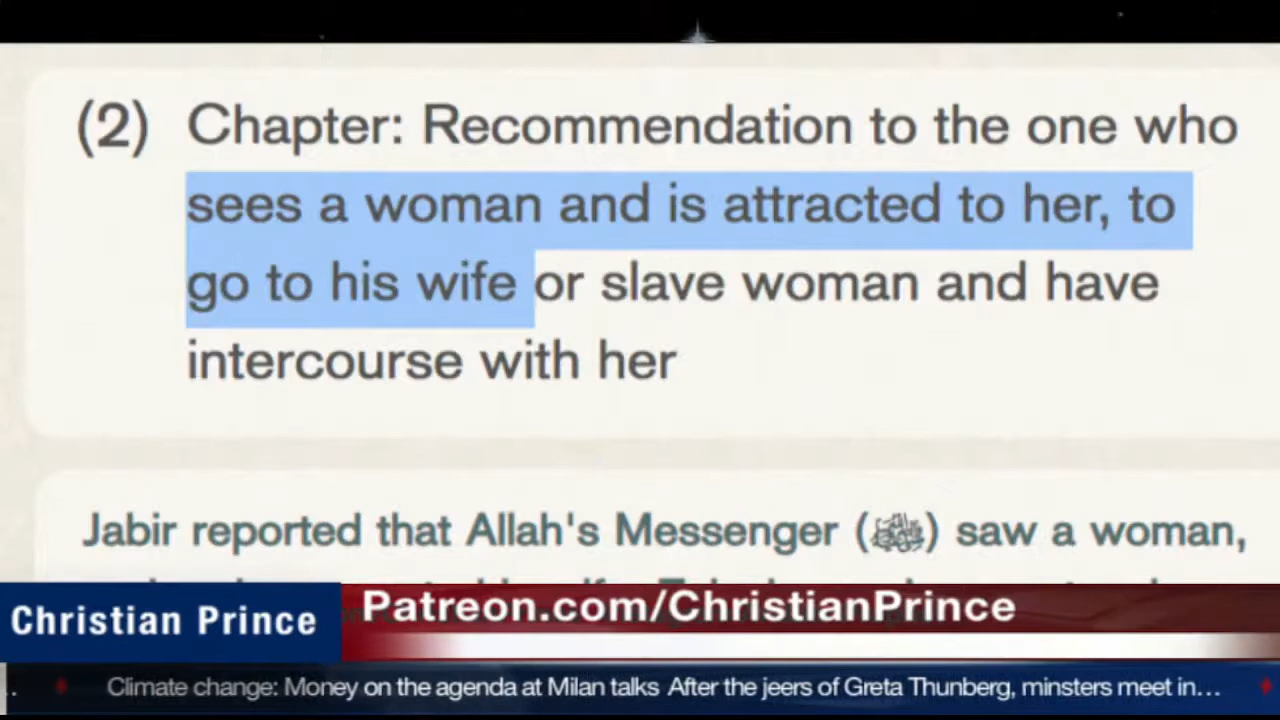 (2) Chapter: Recommendation to the one who
sees a woman and is attracted to her, to
go to his wife or slave woman and have
intercourse with her
Jabir reported that Allah's Messenger (ﷺ) saw a woman,
Christian Prince
Patreon.com/ChristianPrince
.. Climate change: Money on the agenda at Milan talks After the jeers of Greta Thunberg, minsters meet in…